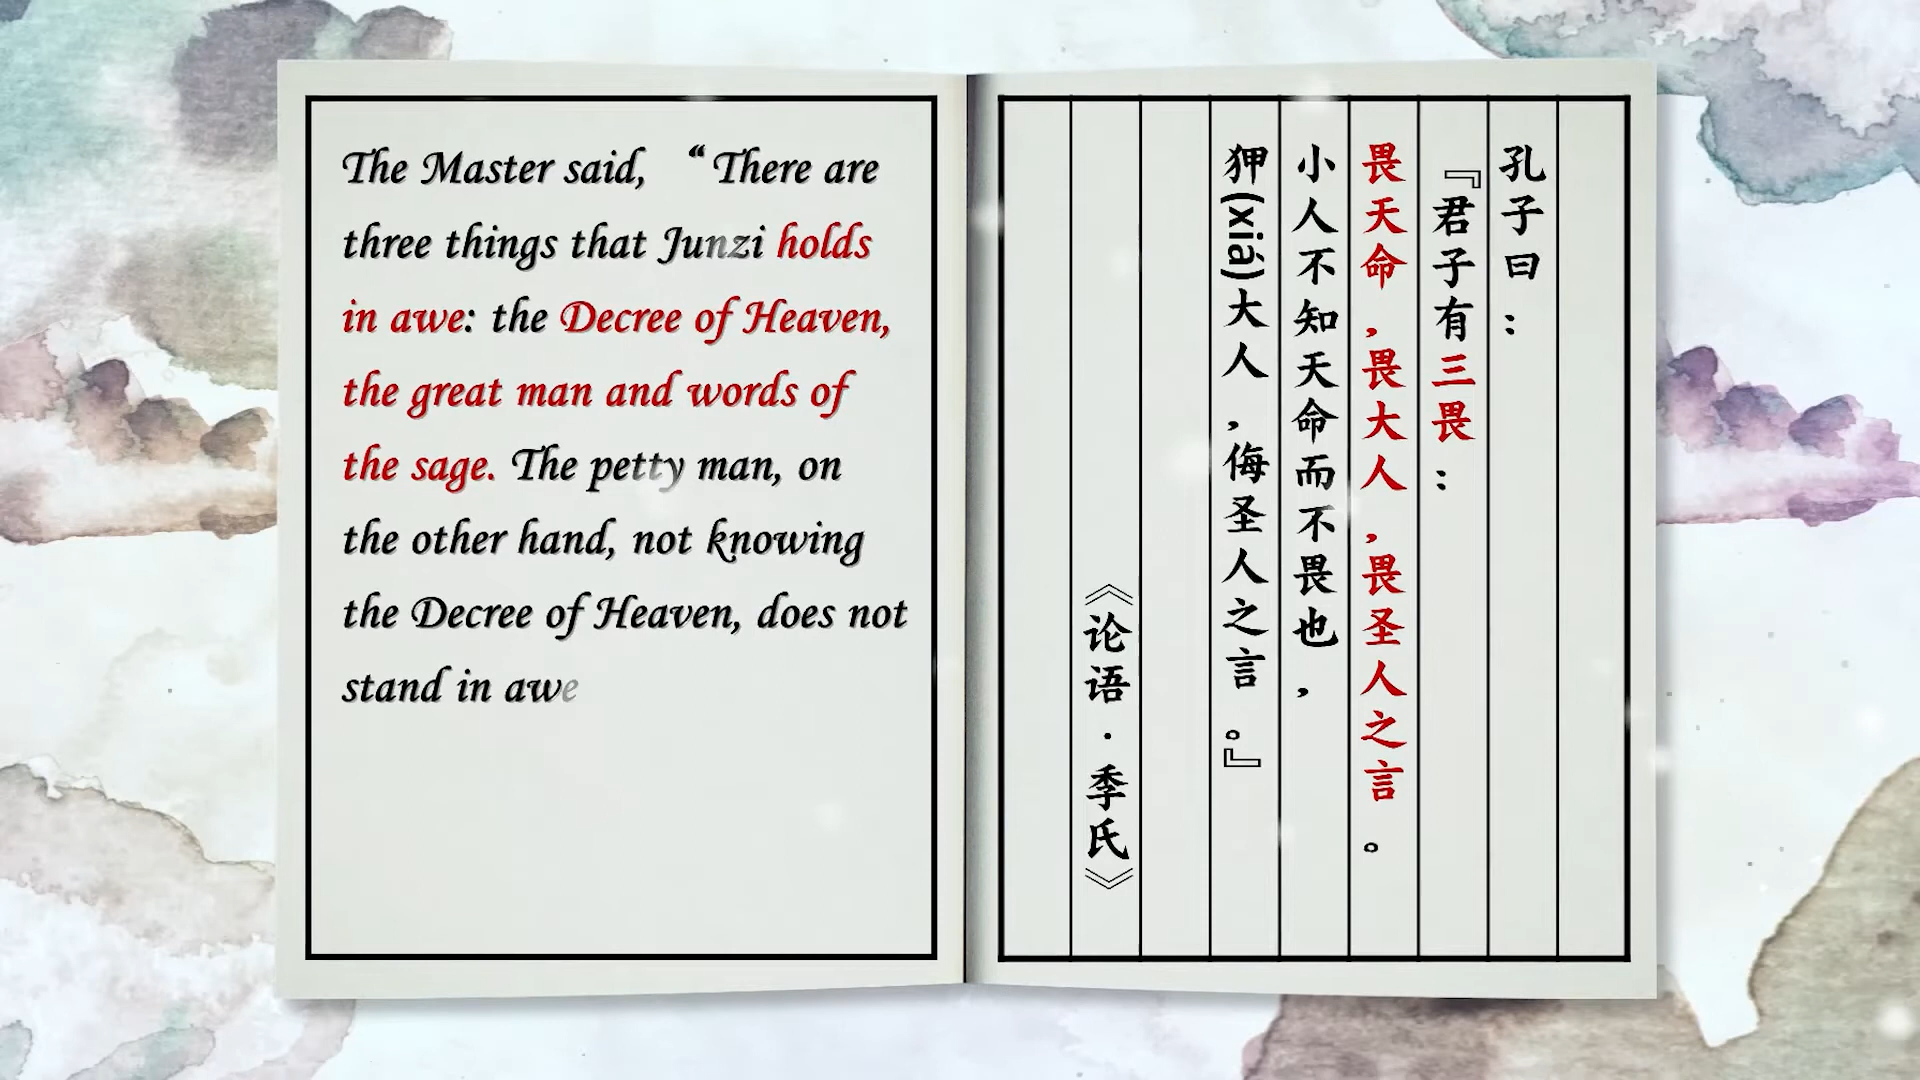 The Master said, “There are
three things that Junzi holds
in awe: the Decree of Heaven,
the great man and words of
the sage. The petty man, on
the other hand, not knowing
the Decree of Heaven, does not
stand in awe
孔子曰：
『君子有三畏：
畏天命，畏大人，畏圣人之言。
小人不知天命而不畏也，
狎(xiá)大人，侮圣人之言。』
《论语·季氏》